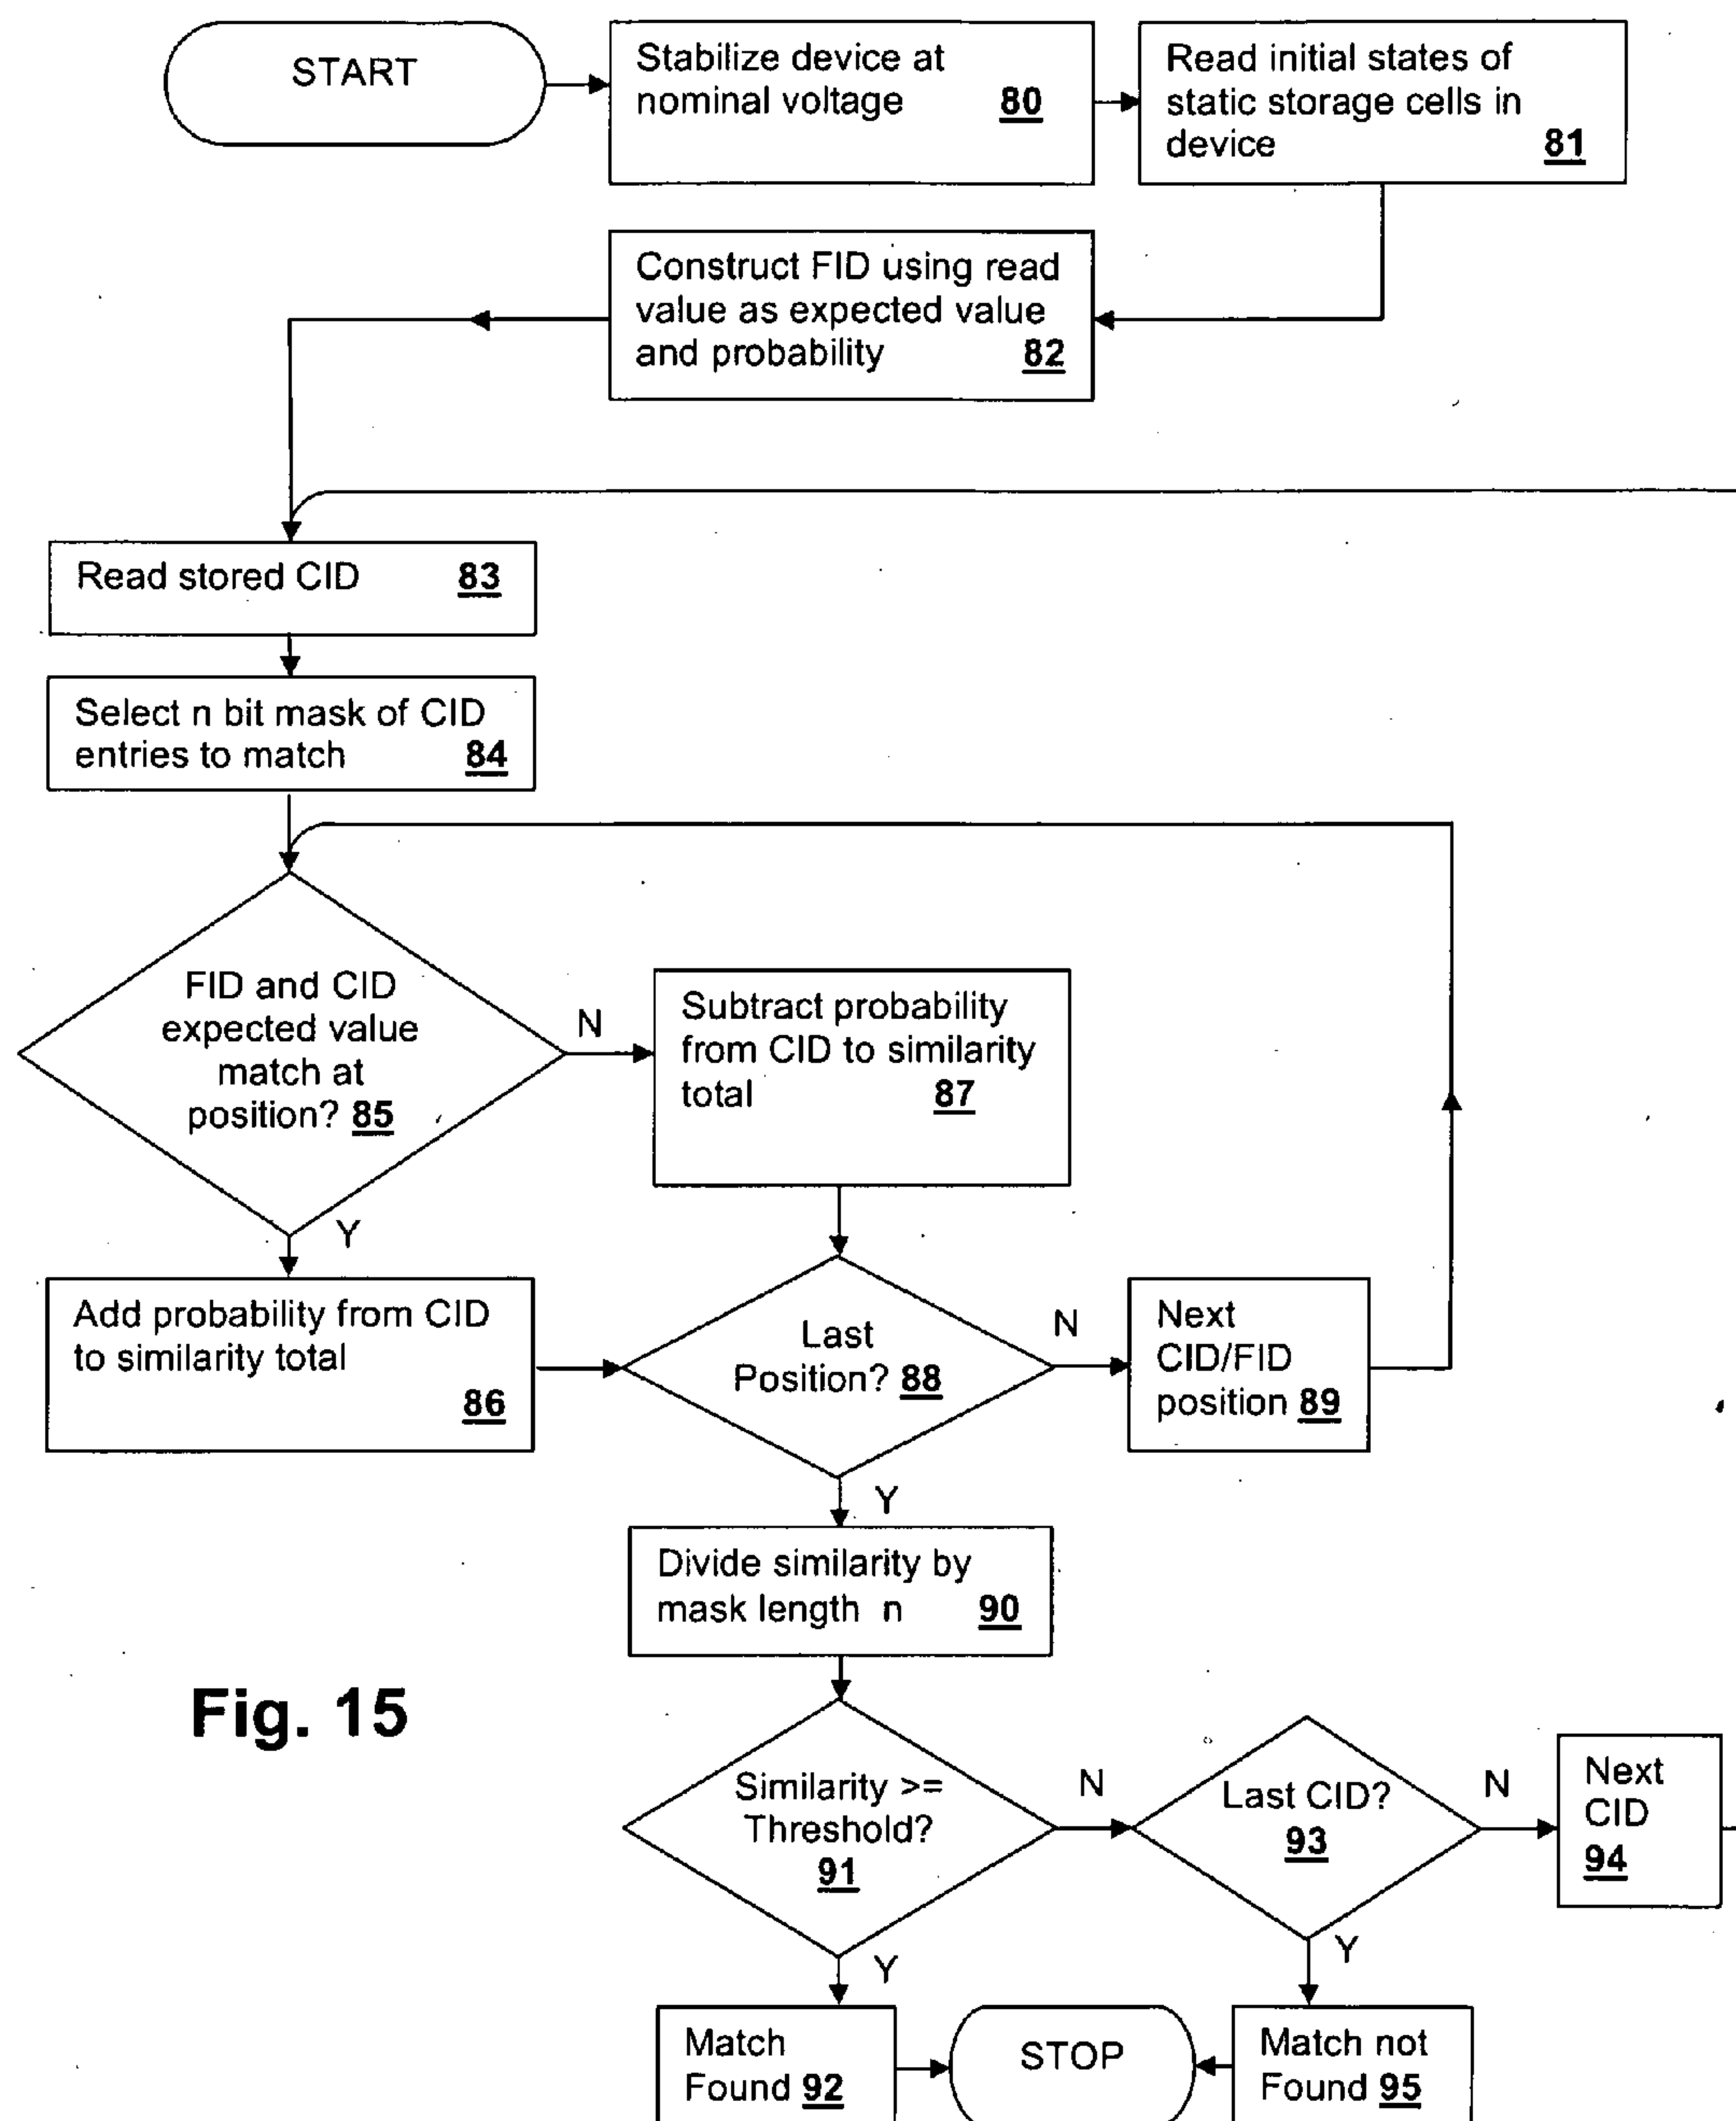 START
Stabilize device at
nominal voltage 80
Read initial states of
static storage cells in
device 81
Construct FID using read
value as expected value
and probability 82
Read stored CID 83
Select n bit mask of CID
entries to match 84
FID and CID
expected value
match at
position? 85
N
Subtract probability
from CID to similarity
total 87
Y
Add probability from CID
to similarity total
86
Last
Position? 88
N
Next
CID/FID
position 89
Y
Divide similarity by
mask length n 90
Fig. 15
Similarity >=
Threshold?
91
N
Last CID?
93
N
Next
CID
94
Y
Y
Match
Found 92
STOP
Match not
Found 95